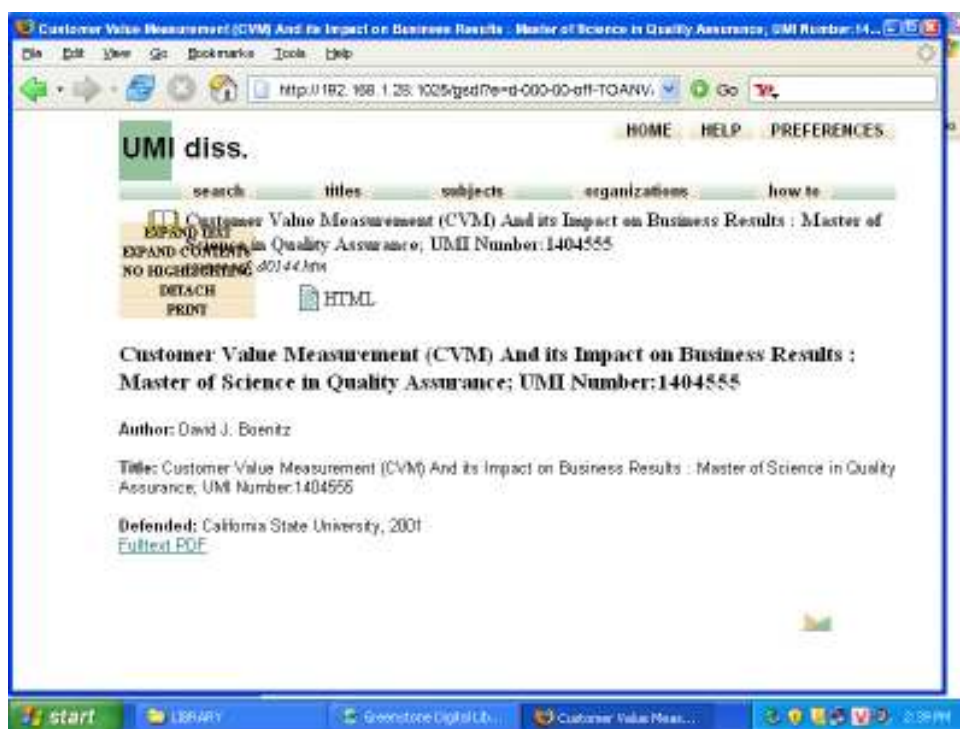 Customer Value Measurement (CVM) And its Impact on Business Results : Master of Science in Quality Assurance; UMI Number:14...
File Edit View Go Bookmarks Tools Help
http://192.168.1.28:1025/gsdl?e=d-000-00-off-TOANV Go
HOME HELP PREFERENCES
UMI diss.
search titles subjects organizations how to
Customer Value Measurement (CVM) And its Impact on Business Results : Master of
Science in Quality Assurance; UMI Number:1404555
d0144.htm
EXPAND TEXT
EXPAND CONTENTS
NO HIGHLIGHTING
DETACH
PRINT
HTML
Customer Value Measurement (CVM) And its Impact on Business Results :
Master of Science in Quality Assurance; UMI Number:1404555
Author: David J. Boenitz
Title: Customer Value Measurement (CVM) And its Impact on Business Results : Master of Science in Quality
Assurance; UMI Number:1404555
Defended: California State University, 2001
Fulltext PDF
start LIBRARY Greenstone Digital Lib... Customer Value Meas... 2:39 PM